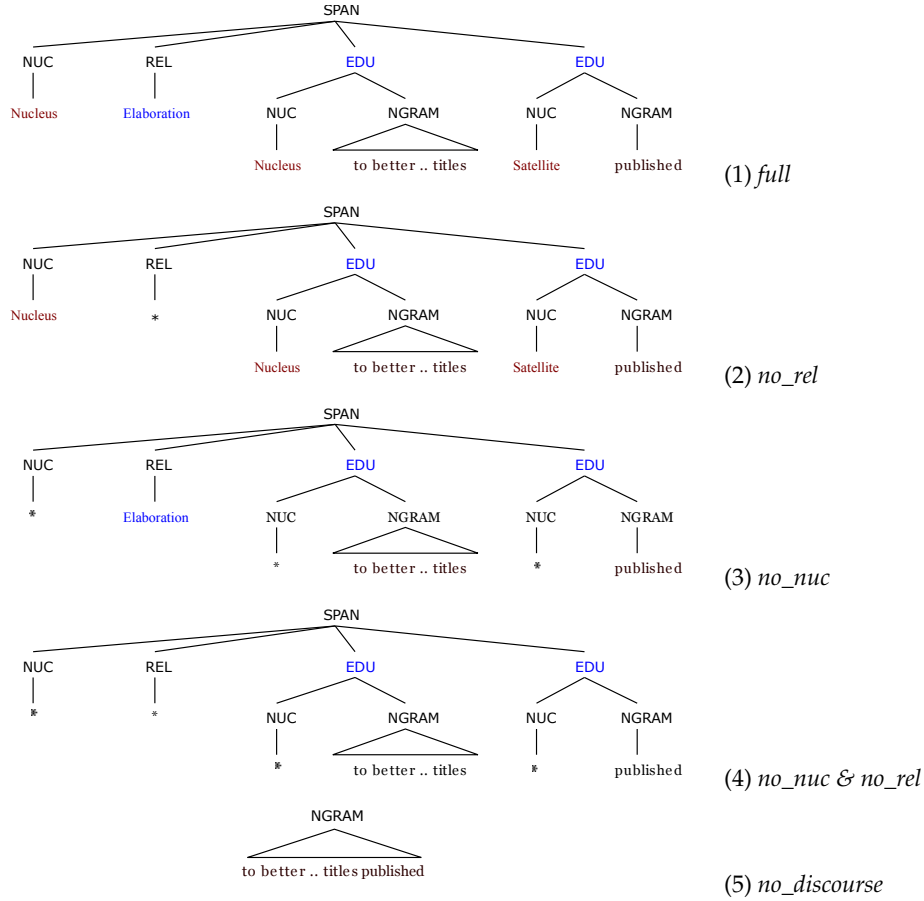 SPAN
NUC REL EDU EDU
Nucleus Elaboration NUC NGRAM NUC NGRAM
Nucleus to better .. titles Satellite published
(1) full
SPAN
NUC REL EDU EDU
Nucleus * NUC NGRAM NUC NGRAM
Nucleus to better .. titles Satellite published
(2) no_rel
SPAN
NUC REL EDU EDU
* Elaboration NUC NGRAM NUC NGRAM
* to better .. titles * published
(3) no_nuc
SPAN
NUC REL EDU EDU
* * NUC NGRAM NUC NGRAM
* to better .. titles * published
(4) no_nuc & no_rel
NGRAM
to better .. titles published
(5) no_discourse